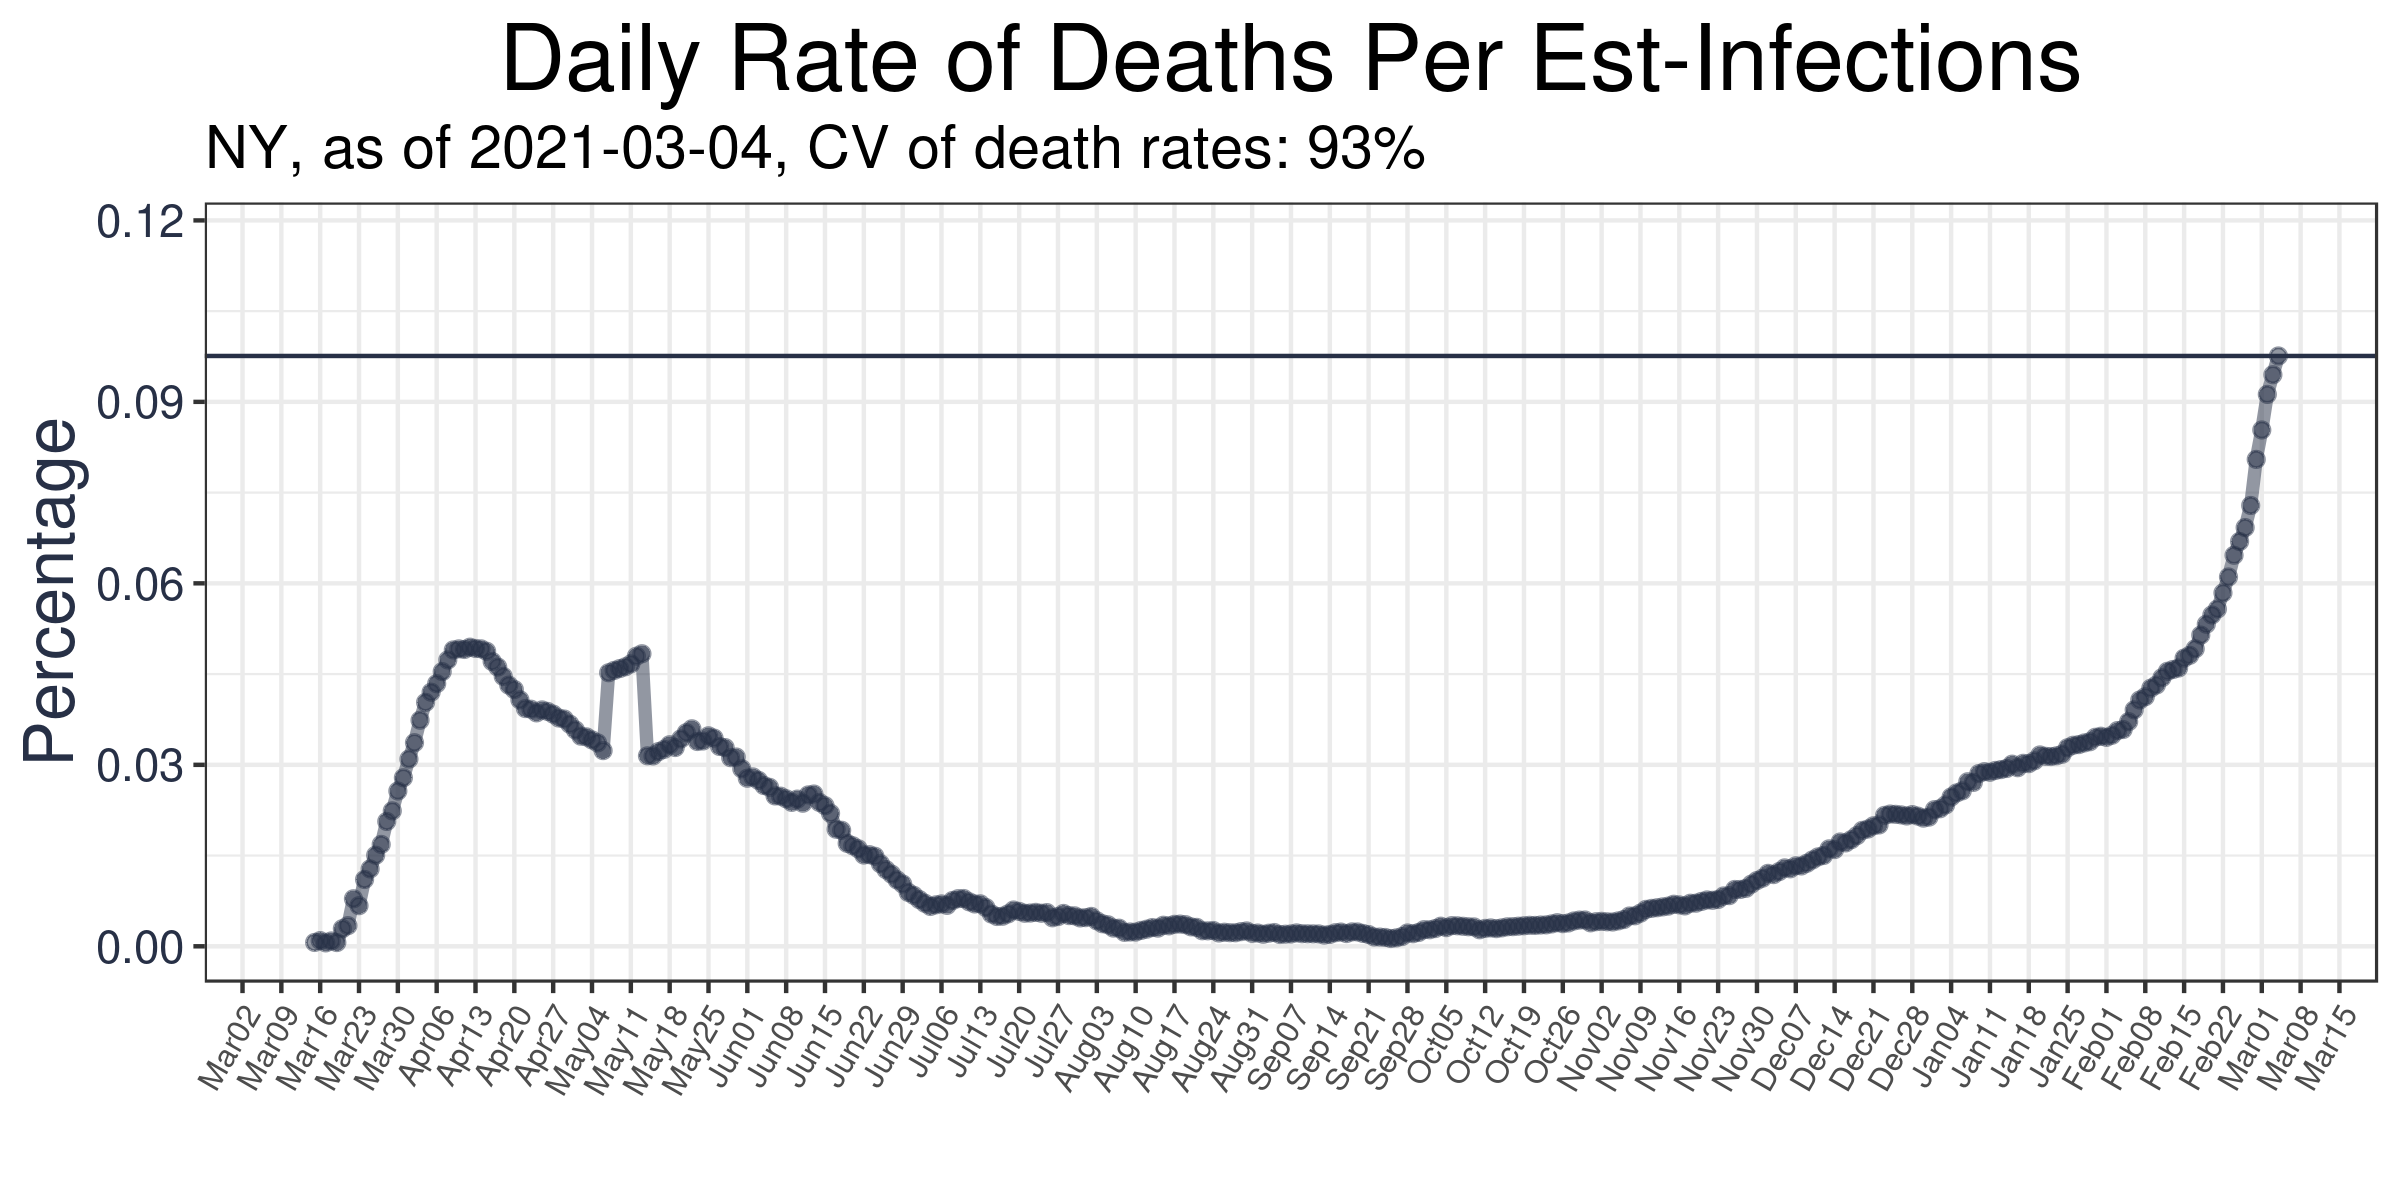 Daily Rate of Deaths Per Est-Infections
NY, as of 2021-03-04, CV of death rates: 93%
Percentage
0.12
0.09
0.06
0.03
0.00
Mar02
Mar09
Mar16
Mar23
Mar30
Apr06
Apr13
Apr20
Apr27
May04
May11
May18
May25
Jun01
Jun08
Jun15
Jun22
Jun29
Jul06
Jul13
Jul20
Jul27
Aug03
Aug10
Aug17
Aug24
Aug31
Sep07
Sep14
Sep21
Sep28
Oct05
Oct12
Oct19
Oct26
Nov02
Nov09
Nov16
Nov23
Nov30
Dec07
Dec14
Dec21
Dec28
Jan04
Jan11
Jan18
Jan25
Feb01
Feb08
Feb15
Feb22
Mar01
Mar08
Mar15